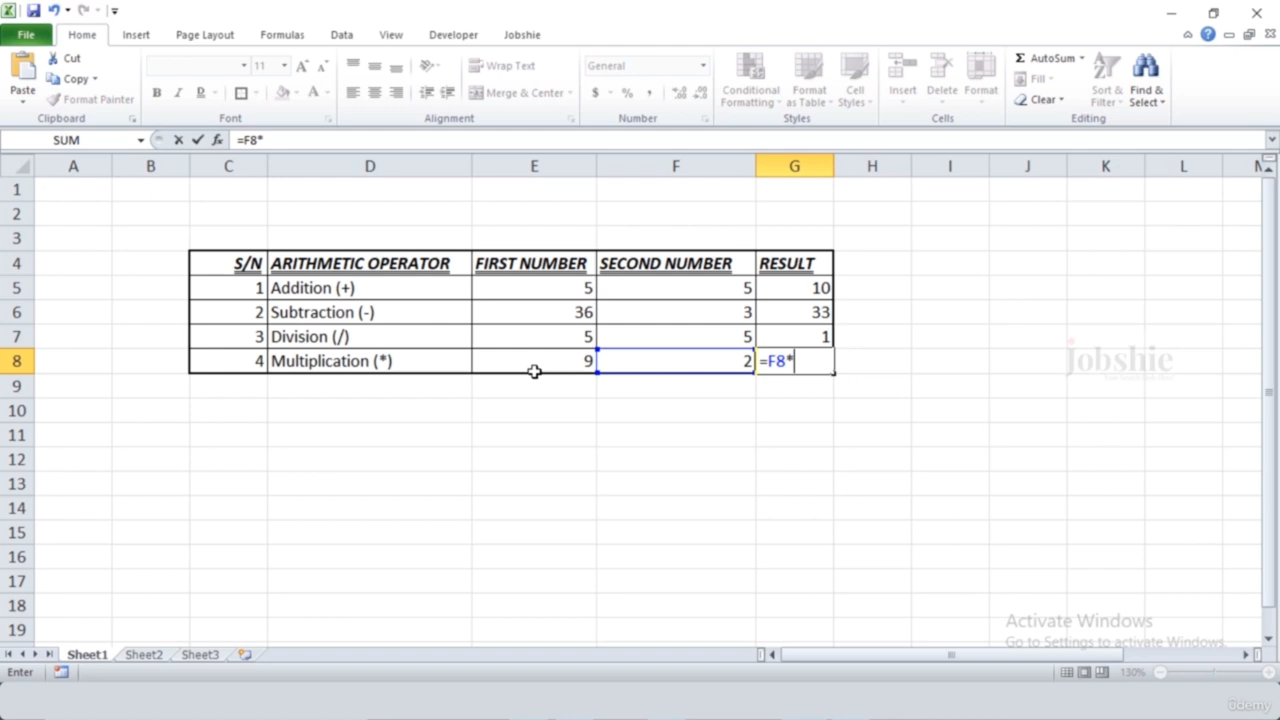 File Home Insert Page Layout Formulas Data View Developer Jobshie
Cut
Copy
Format Painter
Paste
Clipboard
11
Font
Wrap Text
Merge & Center
Alignment
General
Number
Conditional Formatting
Format as Table
Cell Styles
Styles
Insert Delete Format
Cells
AutoSum
Fill
Clear
Sort & Filter
Find & Select
Editing
SUM =F8*
A B C D E F G H I J K L M
1
2
3
4 S/N ARITHMETIC OPERATOR FIRST NUMBER SECOND NUMBER RESULT
5 1 Addition (+) 5 5 10
6 2 Subtraction (-) 36 3 33
7 3 Division (/) 5 5 1
8 4 Multiplication (*) 9 2 =F8*
9
10
11
12
13
14
15
16
17
18
19
Jobshie
Activate Windows
Go to Settings to activate Windows.
Sheet1 Sheet2 Sheet3
Enter 130%
ûdemy